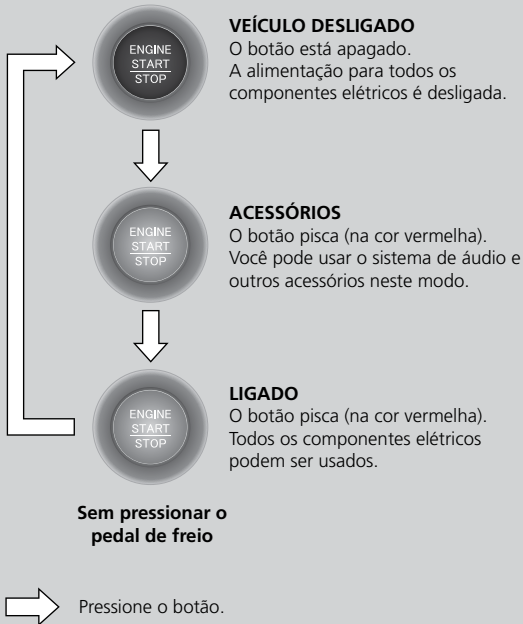 ENGINE
START
STOP
VEÍCULO DESLIGADO
O botão está apagado.
A alimentação para todos os
componentes elétricos é desligada.
ENGINE
START
STOP
ACESSÓRIOS
O botão pisca (na cor vermelha).
Você pode usar o sistema de áudio e
outros acessórios neste modo.
ENGINE
START
STOP
LIGADO
O botão pisca (na cor vermelha).
Todos os componentes elétricos
podem ser usados.
Sem pressionar o
pedal de freio
Pressione o botão.